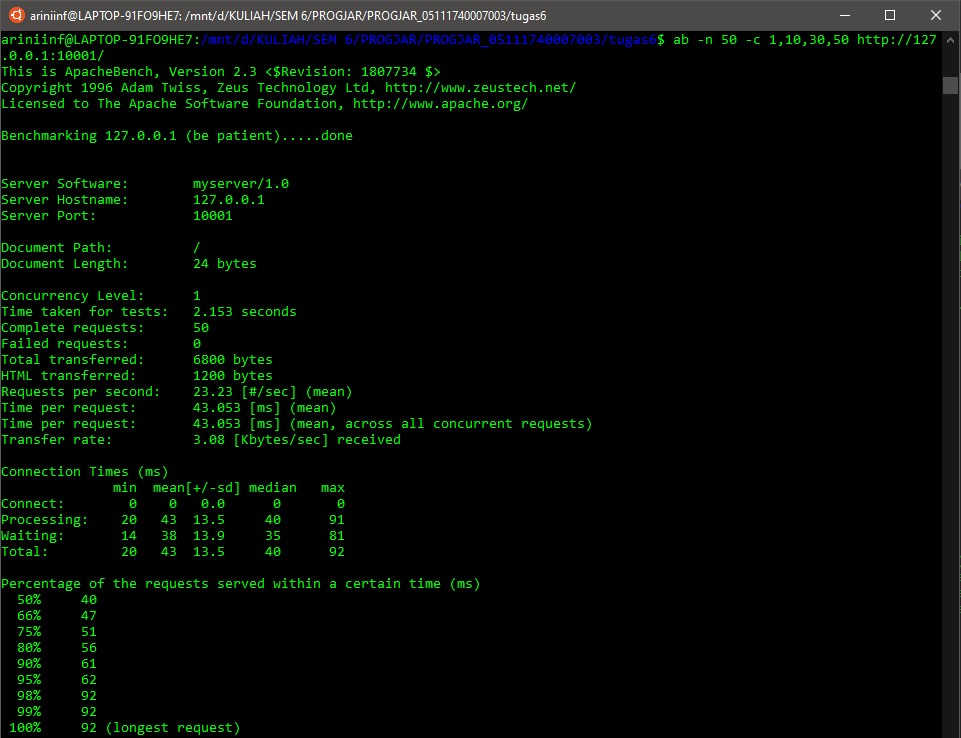 ariniinf@LAPTOP-91FO9HE7: /mnt/d/KULIAH/SEM 6/PROGJAR/PROGJAR_05111740007003/tugas6
ariniinf@LAPTOP-91FO9HE7:/mnt/d/KULIAH/SEM 6/PROGJAR/PROGJAR_05111740007003/tugas6$ ab -n 50 -c 1,10,30,50 http://127
.0.0.1:10001/
This is ApacheBench, Version 2.3 <$Revision: 1807734 $>
Copyright 1996 Adam Twiss, Zeus Technology Ltd, http://www.zeustech.net/
Licensed to The Apache Software Foundation, http://www.apache.org/
Benchmarking 127.0.0.1 (be patient).....done
Server Software:        myserver/1.0
Server Hostname:        127.0.0.1
Server Port:            10001
Document Path:          /
Document Length:        24 bytes
Concurrency Level:      1
Time taken for tests:   2.153 seconds
Complete requests:      50
Failed requests:        0
Total transferred:      6800 bytes
HTML transferred:       1200 bytes
Requests per second:    23.23 [#/sec] (mean)
Time per request:       43.053 [ms] (mean)
Time per request:       43.053 [ms] (mean, across all concurrent requests)
Transfer rate:          3.08 [Kbytes/sec] received
Connection Times (ms)
              min  mean[+/-sd] median   max
Connect:        0    0   0.0      0       0
Processing:    20   43  13.5     40      91
Waiting:       14   38  13.9     35      81
Total:         20   43  13.5     40      92
Percentage of the requests served within a certain time (ms)
  50%     40
  66%     47
  75%     51
  80%     56
  90%     61
  95%     62
  98%     92
  99%     92
 100%     92 (longest request)